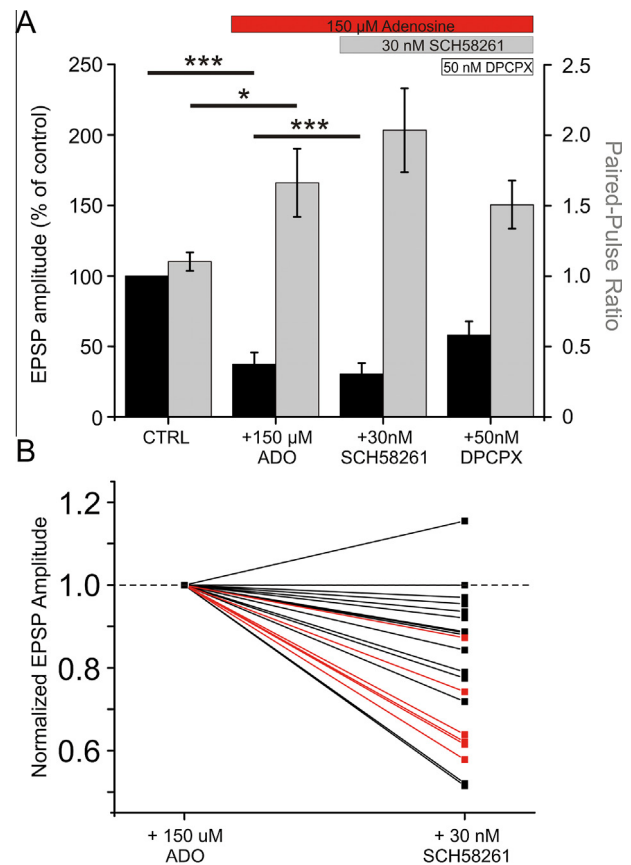 A
150 µM Adenosine
30 nM SCH58261
50 nM DPCPX
250
200
150
100
50
0
EPSP amplitude (% of control)
***
*
***
2.5
2.0
1.5
1.0
0.5
0
Paired-Pulse Ratio
CTRL
+150 µM
ADO
+30nM
SCH58261
+50nM
DPCPX
B
1.2
1.0
0.8
0.6
Normalized EPSP Amplitude
+ 150 uM
ADO
+ 30 nM
SCH58261